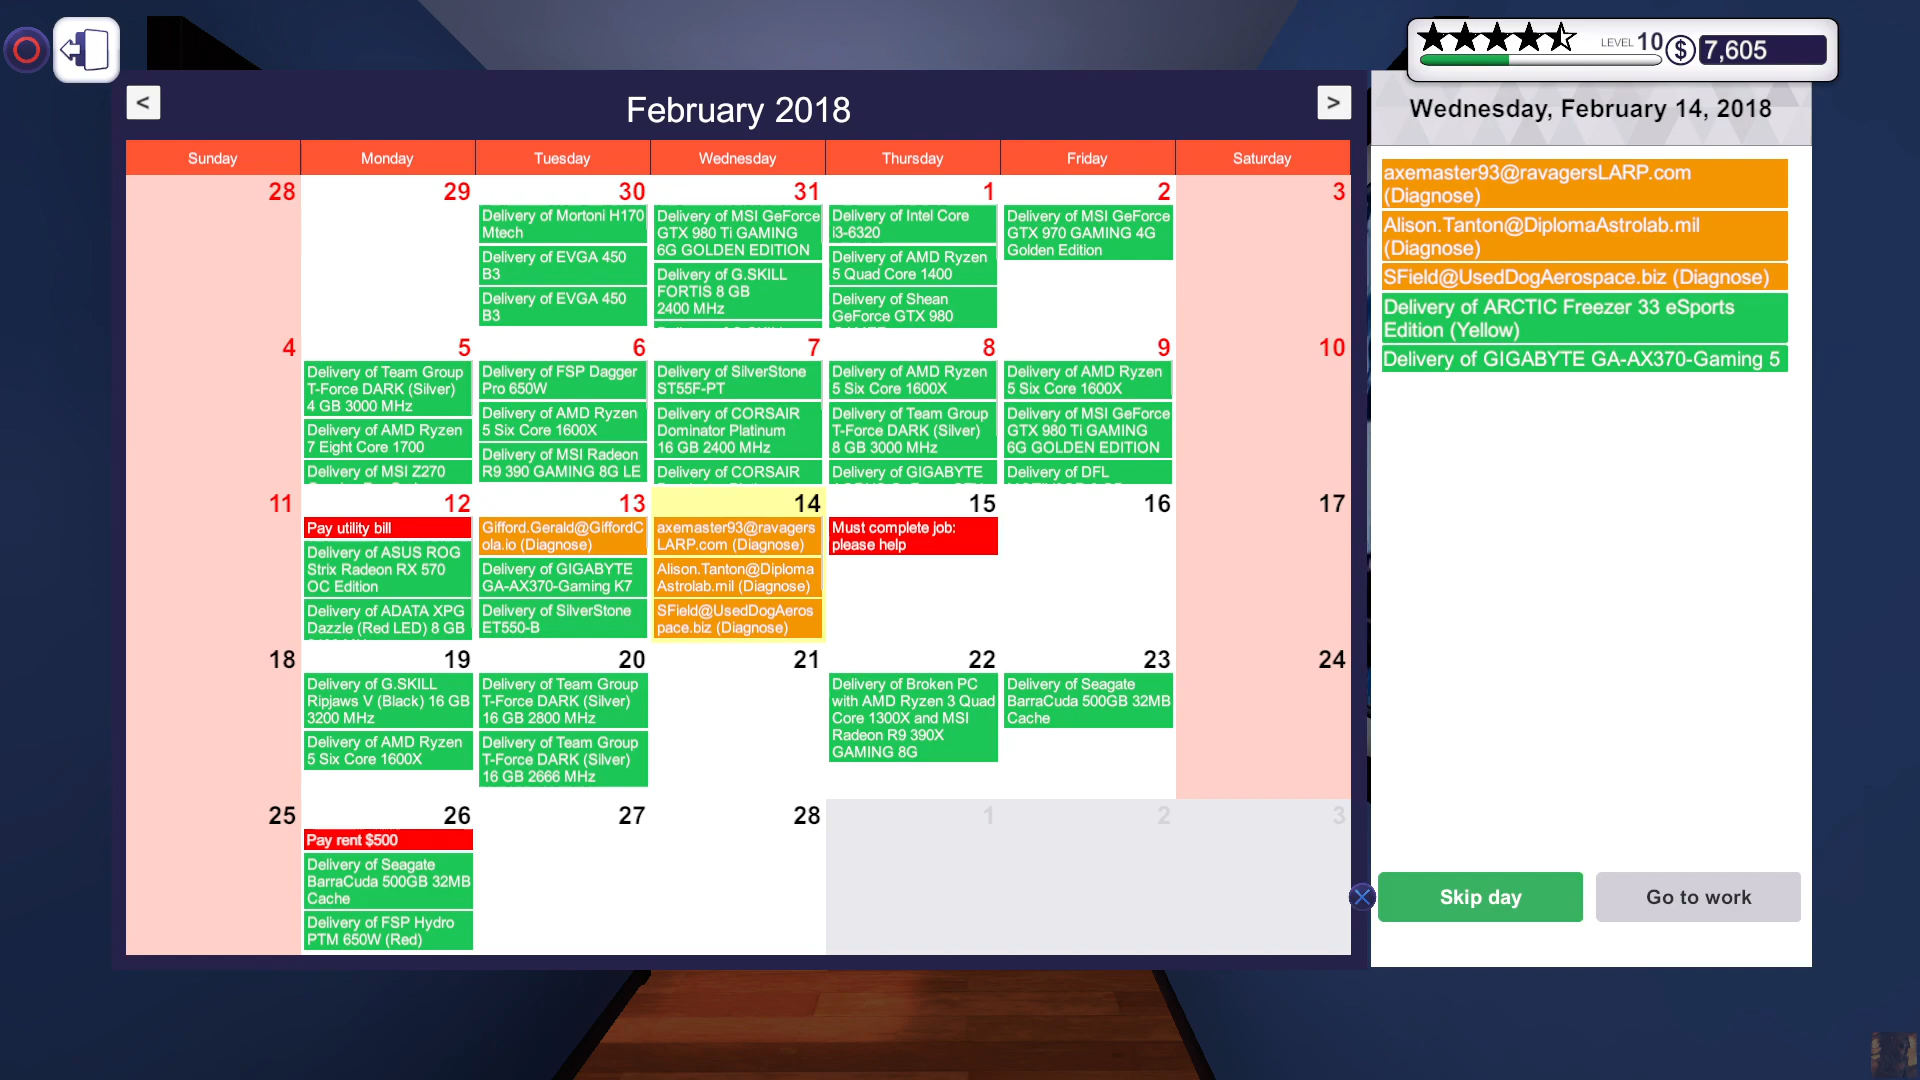 LEVEL 10
$ 7,605
<
February 2018
>
Wednesday, February 14, 2018
Sunday
Monday
Tuesday
Wednesday
Thursday
Friday
Saturday
28
29
30
Delivery of Mortoni H170
Mtech
Delivery of EVGA 450
B3
Delivery of EVGA 450
B3
31
Delivery of MSI GeForce
GTX 980 Ti GAMING
6G GOLDEN EDITION
Delivery of G.SKILL
FORTIS 8 GB
2400 MHz
1
Delivery of Intel Core
i3-6320
Delivery of AMD Ryzen
5 Quad Core 1400
Delivery of Shean
GeForce GTX 980
2
Delivery of MSI GeForce
GTX 970 GAMING 4G
Golden Edition
3
4
5
Delivery of Team Group
T-Force DARK (Silver)
4 GB 3000 MHz
Delivery of AMD Ryzen
7 Eight Core 1700
Delivery of MSI Z270
6
Delivery of FSP Dagger
Pro 650W
Delivery of AMD Ryzen
5 Six Core 1600X
Delivery of MSI Radeon
R9 390 GAMING 8G LE
7
Delivery of SilverStone
ST55F-PT
Delivery of CORSAIR
Dominator Platinum
16 GB 2400 MHz
Delivery of CORSAIR
8
Delivery of AMD Ryzen
5 Six Core 1600X
Delivery of Team Group
T-Force DARK (Silver)
8 GB 3000 MHz
Delivery of GIGABYTE
9
Delivery of AMD Ryzen
5 Six Core 1600X
Delivery of MSI GeForce
GTX 980 Ti GAMING
6G GOLDEN EDITION
Delivery of DFL
10
11
12
Pay utility bill
Delivery of ASUS ROG
Strix Radeon RX 570
OC Edition
Delivery of ADATA XPG
Dazzle (Red LED) 8 GB
13
Gifford.Gerald@GiffordC
ola.io (Diagnose)
Delivery of GIGABYTE
GA-AX370-Gaming K7
Delivery of SilverStone
ET550-B
14
axemaster93@ravagers
LARP.com (Diagnose)
Alison.Tanton@Diploma
Astrolab.mil (Diagnose)
SField@UsedDogAeros
pace.biz (Diagnose)
15
Must complete job:
please help
16
17
18
19
Delivery of G.SKILL
Ripjaws V (Black) 16 GB
3200 MHz
Delivery of AMD Ryzen
5 Six Core 1600X
20
Delivery of Team Group
T-Force DARK (Silver)
16 GB 2800 MHz
Delivery of Team Group
T-Force DARK (Silver)
16 GB 2666 MHz
21
22
Delivery of Broken PC
with AMD Ryzen 3 Quad
Core 1300X and MSI
Radeon R9 390X
GAMING 8G
23
Delivery of Seagate
BarraCuda 500GB 32MB
Cache
24
25
26
Pay rent $500
Delivery of Seagate
BarraCuda 500GB 32MB
Cache
Delivery of FSP Hydro
PTM 650W (Red)
27
28
1
2
3
axemaster93@ravagersLARP.com
(Diagnose)
Alison.Tanton@DiplomaAstrolab.mil
(Diagnose)
SField@UsedDogAerospace.biz (Diagnose)
Delivery of ARCTIC Freezer 33 eSports
Edition (Yellow)
Delivery of GIGABYTE GA-AX370-Gaming 5
Skip day
Go to work